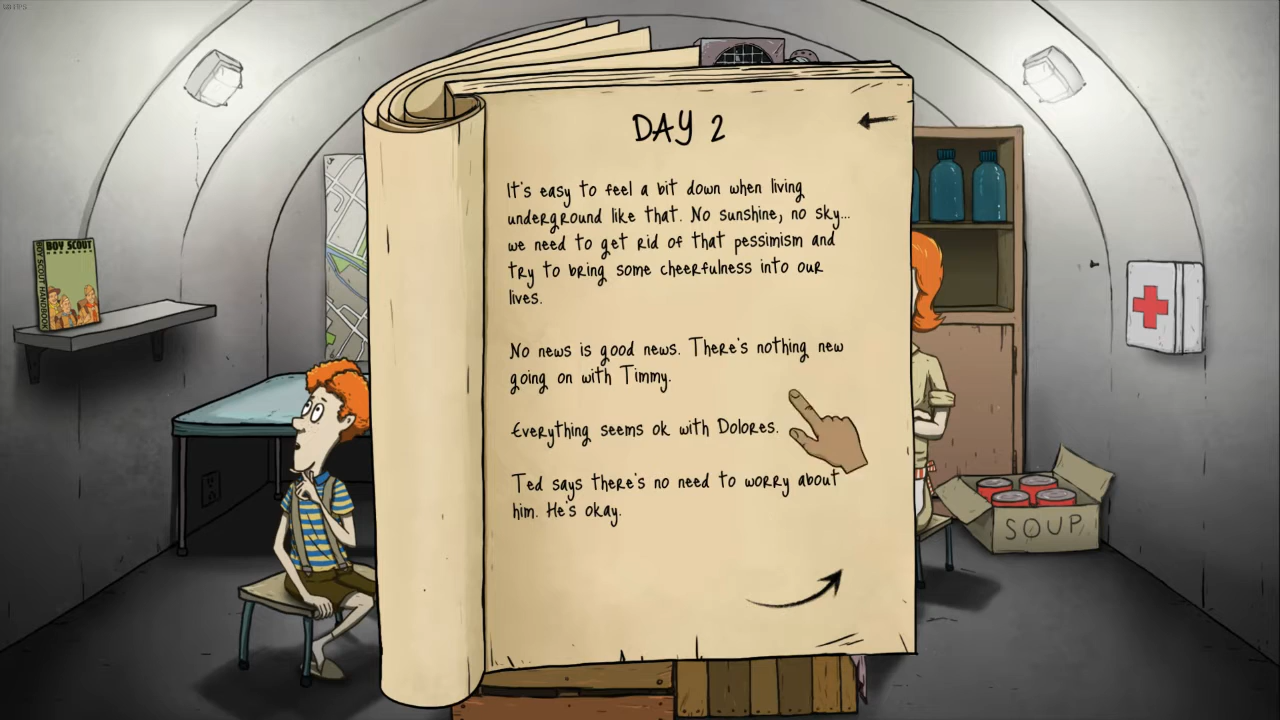 DAY 2
It's easy to feel a bit down when living
underground like that. No sunshine, no sky...
we need to get rid of that pessimism and
try to bring some cheerfulness into our
lives.
No news is good news. There's nothing new
going on with Timmy.
Everything seems ok with Dolores.
Ted says there's no need to worry about
him. He's okay.
BOY SCOUT
BOY SCOUT HANDBOOK
SOUP